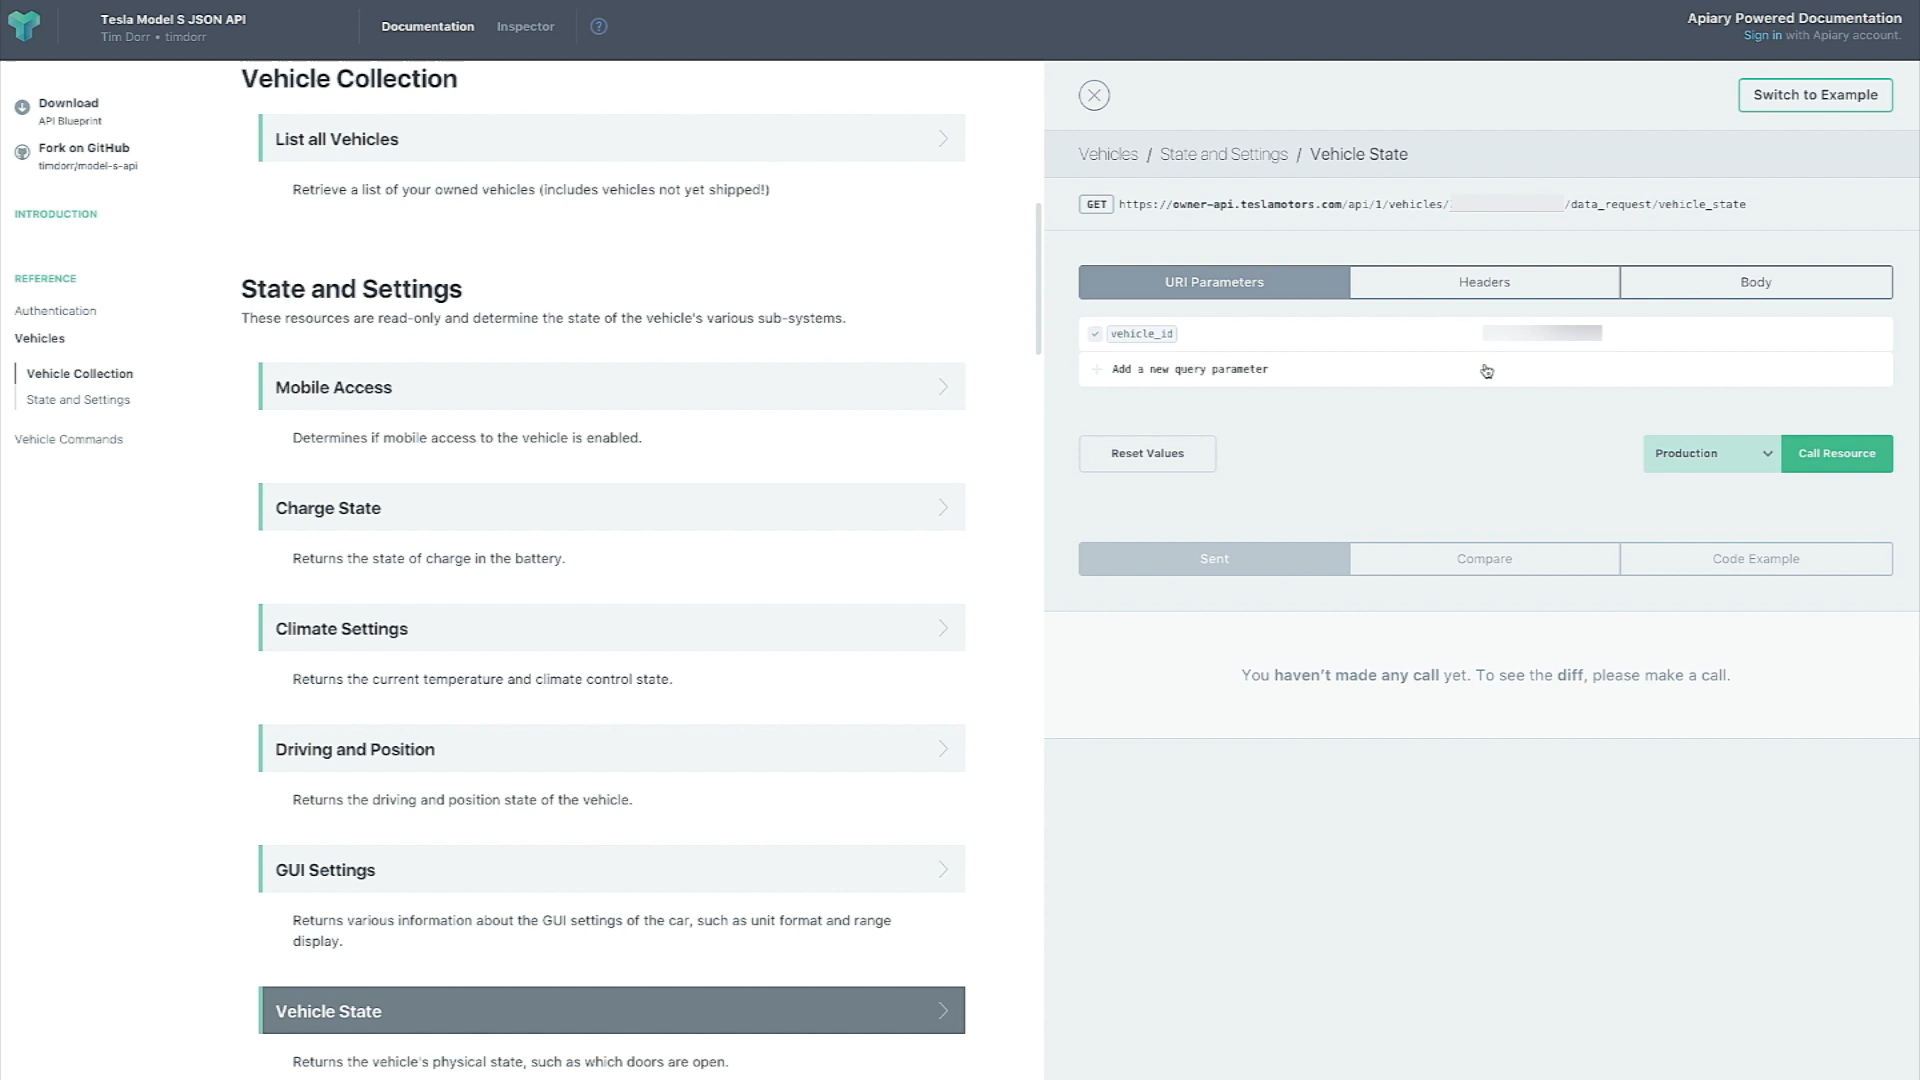 Tesla Model S JSON API
Tim Dorr • timdorr
Documentation
Inspector
?
Apiary Powered Documentation
Sign in with Apiary account.
Download
API Blueprint
Fork on GitHub
timdorr/model-s-api
INTRODUCTION
REFERENCE
Authentication
Vehicles
Vehicle Collection
State and Settings
Vehicle Commands
Vehicle Collection
List all Vehicles
Retrieve a list of your owned vehicles (includes vehicles not yet shipped!)
State and Settings
These resources are read-only and determine the state of the vehicle's various sub-systems.
Mobile Access
Determines if mobile access to the vehicle is enabled.
Charge State
Returns the state of charge in the battery.
Climate Settings
Returns the current temperature and climate control state.
Driving and Position
Returns the driving and position state of the vehicle.
GUI Settings
Returns various information about the GUI settings of the car, such as unit format and range
display.
Vehicle State
Returns the vehicle's physical state, such as which doors are open.
Switch to Example
Vehicles / State and Settings / Vehicle State
GET https://owner-api.teslamotors.com/api/1/vehicles/ /data_request/vehicle_state
URI Parameters
Headers
Body
vehicle_id
Add a new query parameter
Reset Values
Production
Call Resource
Sent
Compare
Code Example
You haven't made any call yet. To see the diff, please make a call.